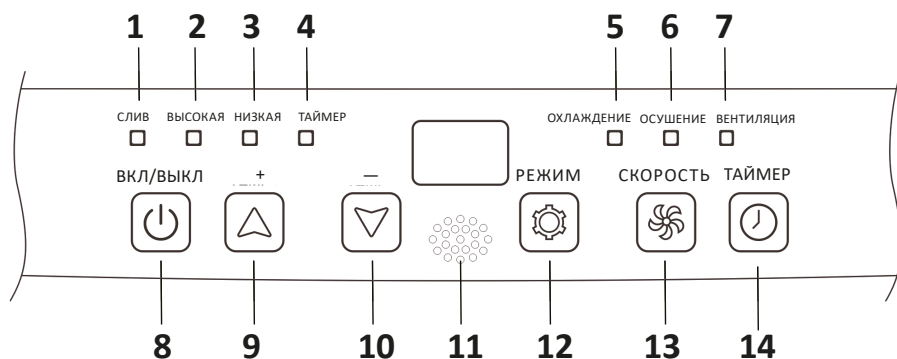 1 2 3 4 5 6 7
СЛИВ ВЫСОКАЯ НИЗКАЯ ТАЙМЕР ОХЛАЖДЕНИЕ ОСУШЕНИЕ ВЕНТИЛЯЦИЯ
ВКЛ/ВЫКЛ + — РЕЖИМ СКОРОСТЬ ТАЙМЕР
8 9 10 11 12 13 14